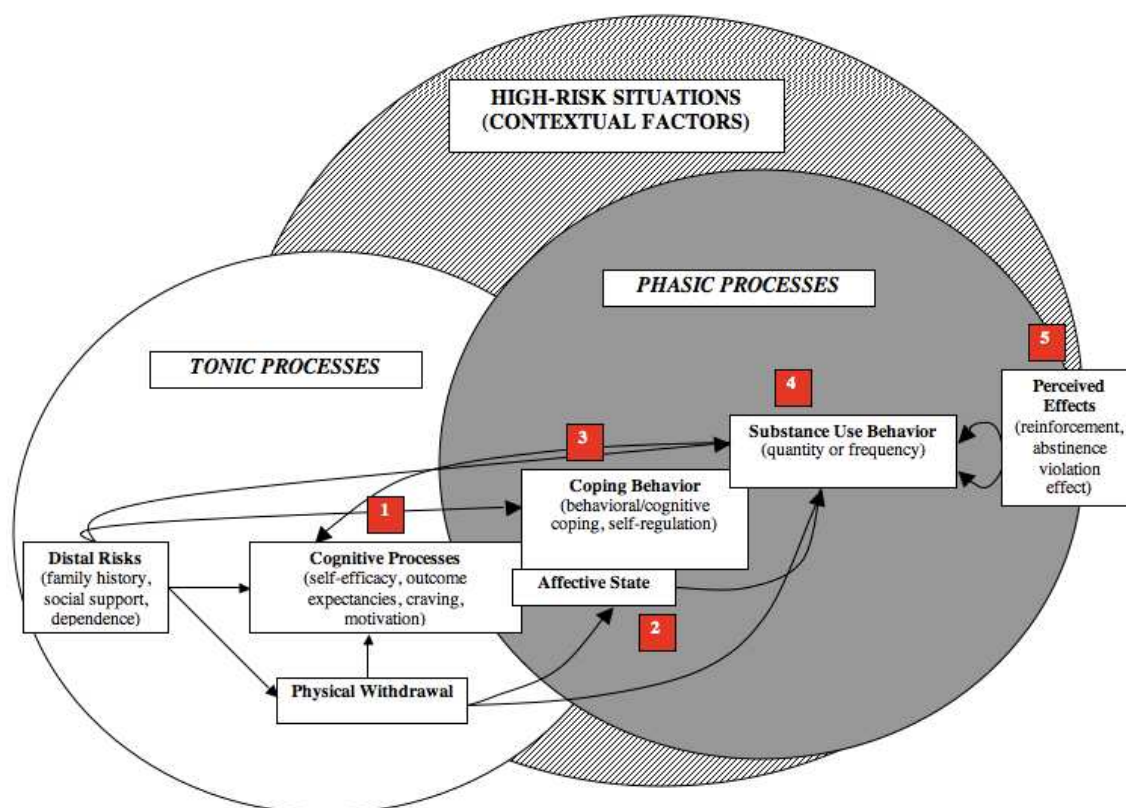 HIGH-RISK SITUATIONS
(CONTEXTUAL FACTORS)
PHASIC PROCESSES
TONIC PROCESSES
5
Perceived
Effects
(reinforcement,
abstinence
violation
effect)
4
Substance Use Behavior
(quantity or frequency)
3
Coping Behavior
(behavioral/cognitive
coping, self-regulation)
1
Distal Risks
(family history,
social support,
dependence)
Cognitive Processes
(self-efficacy, outcome
expectancies, craving,
motivation)
Affective State
2
Physical Withdrawal